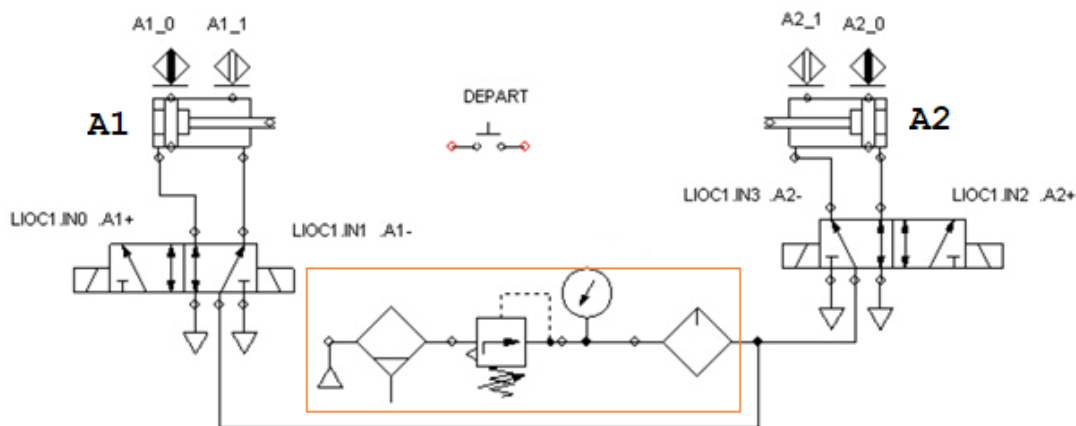 A1_0
A1_1
A2_1
A2_0
DEPART
A1
A2
LIOC1.IN3 .A2-
LIOC1.IN2 .A2+
LIOC1.IN0 .A1+
LIOC1.IN1 .A1-